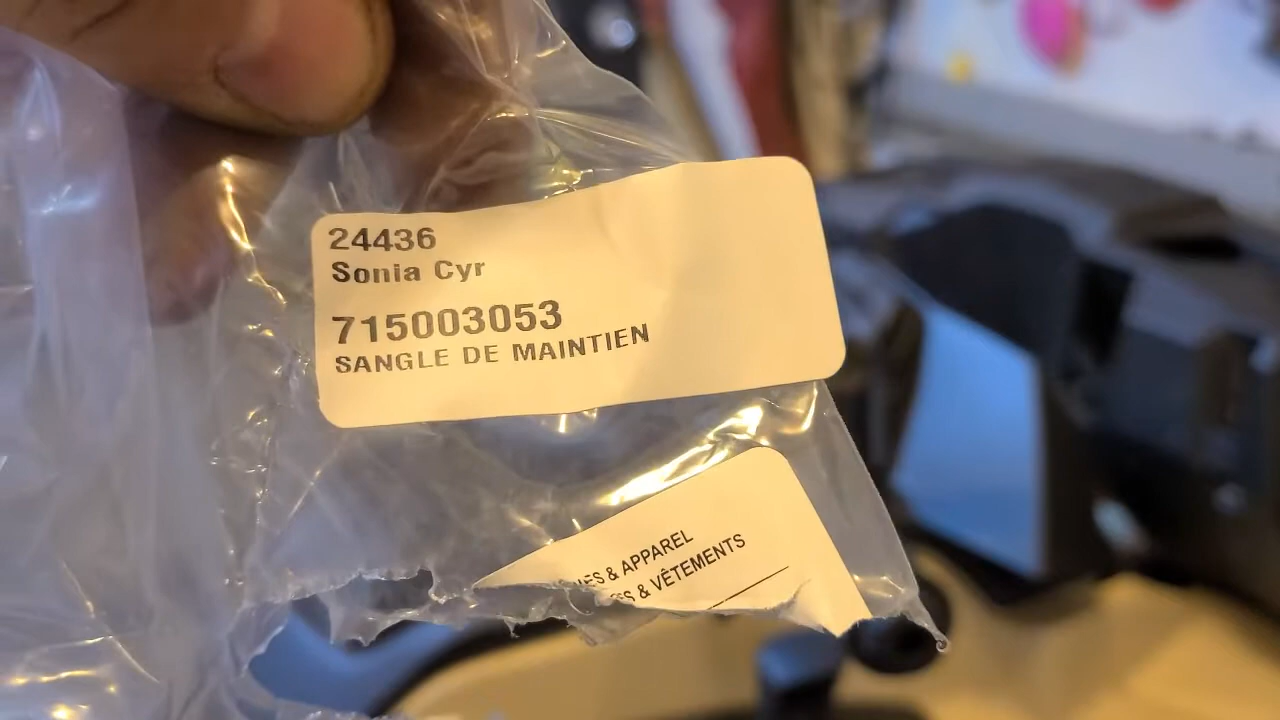 24436
Sonia Cyr
715003053
SANGLE DE MAINTIEN
& APPAREL
& VÊTEMENTS